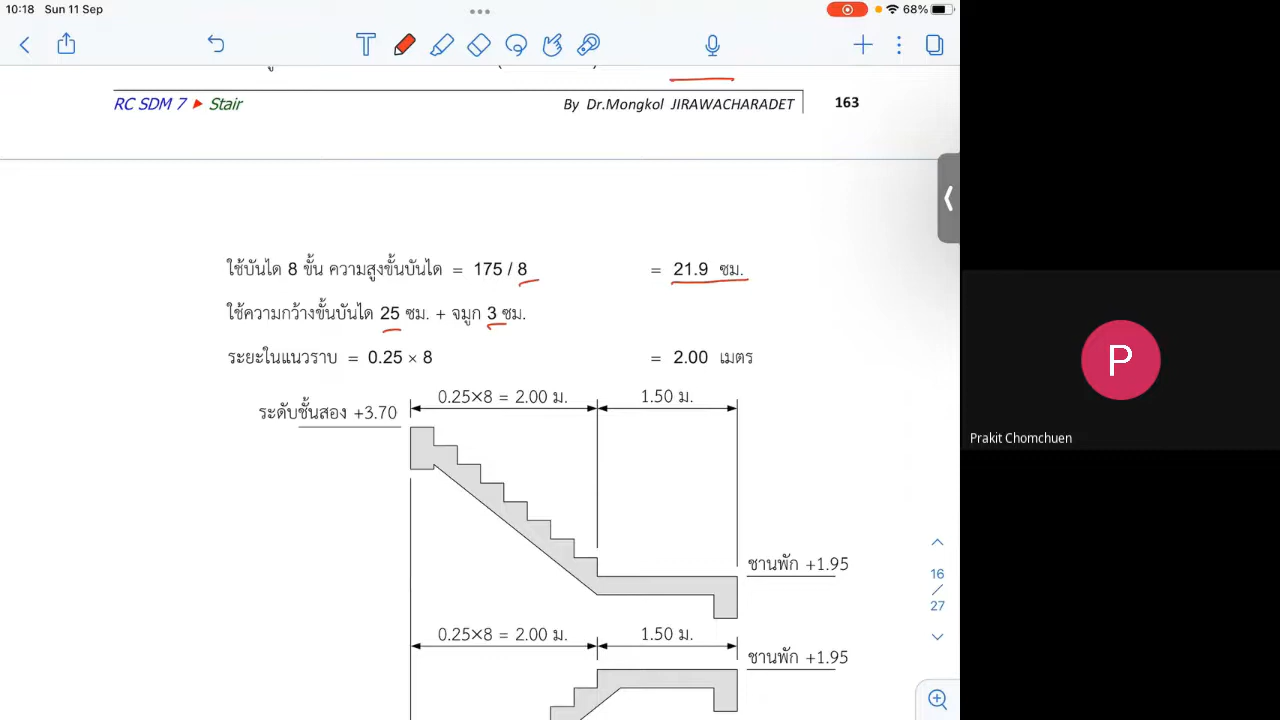 10:18 Sun 11 Sep
68%
RC SDM 7 ▸ Stair By Dr.Mongkol JIRAWACHARADET 163
ใช้บันได 8 ขั้น ความสูงขั้นบันได = 175 / 8 = 21.9 ซม.
ใช้ความกว้างขั้นบันได 25 ซม. + จมูก 3 ซม.
ระยะในแนวราบ = 0.25 × 8 = 2.00 เมตร
0.25×8 = 2.00 ม. 1.50 ม.
ระดับชั้นสอง +3.70
ชานพัก +1.95
0.25×8 = 2.00 ม. 1.50 ม.
ชานพัก +1.95
16
/
27
P
Prakit Chomchuen